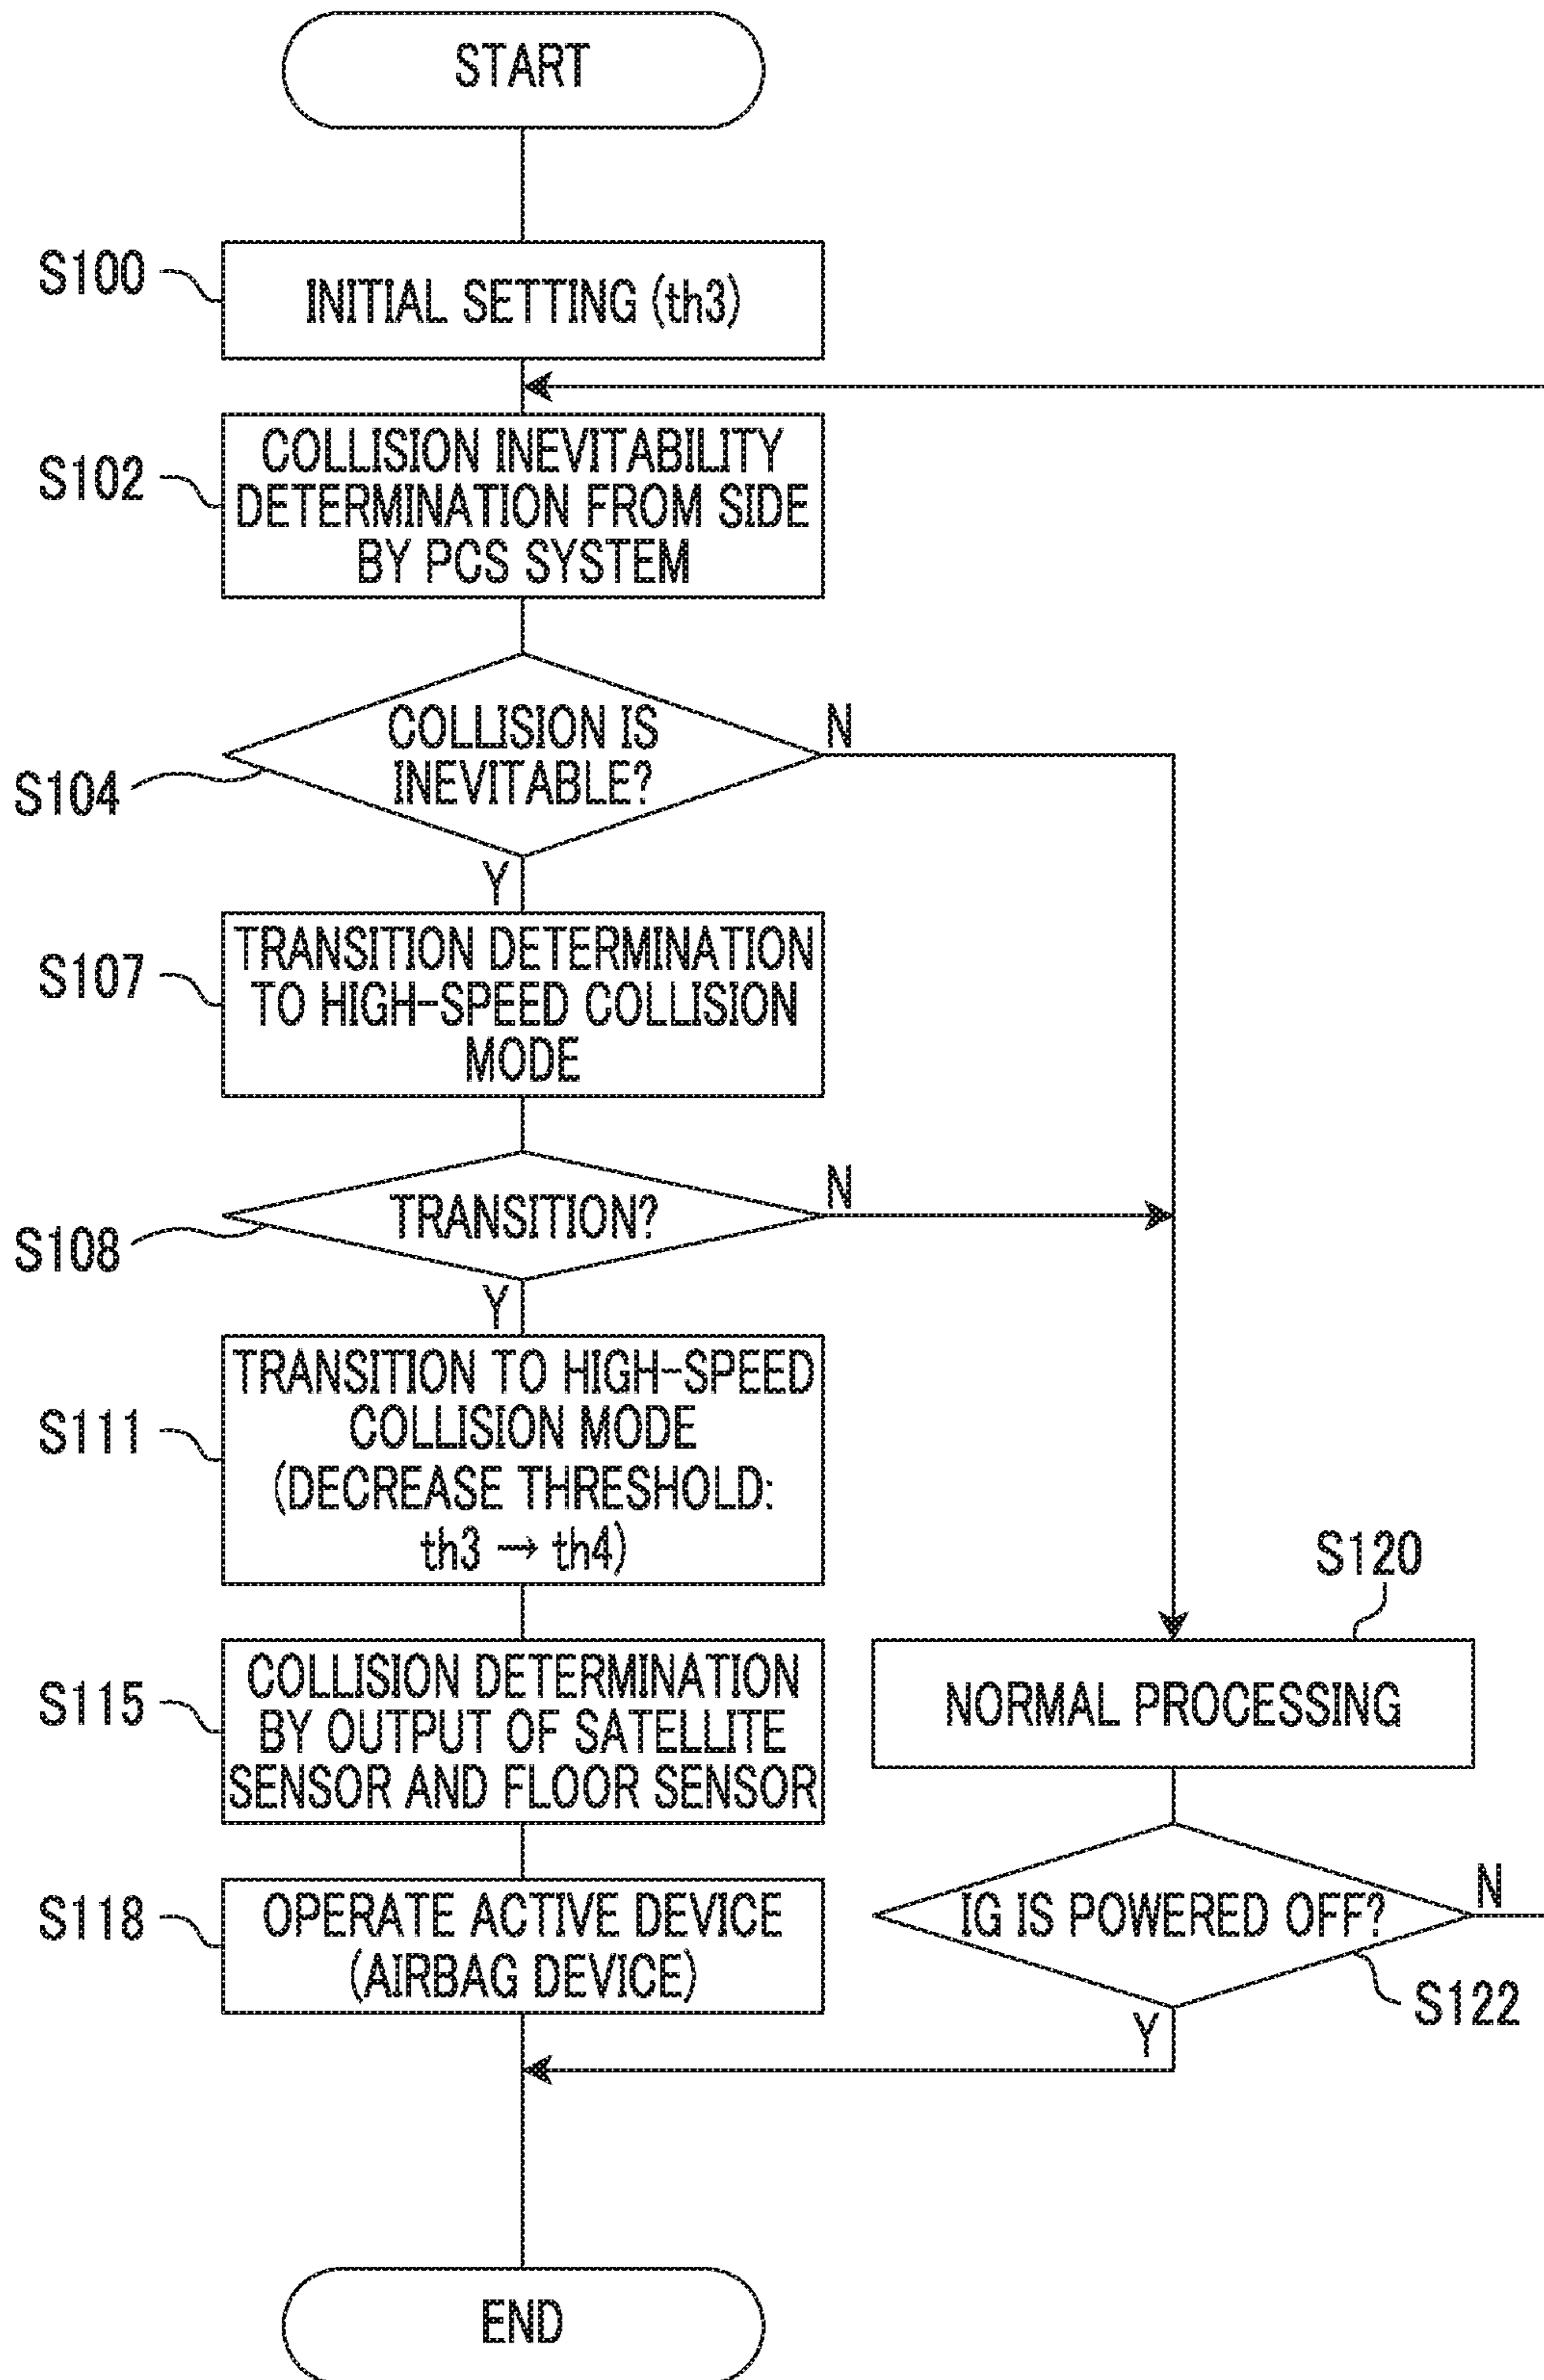 START
S100
INITIAL SETTING (th3)
S102
COLLISION INEVITABILITY
DETERMINATION FROM SIDE
BY PCS SYSTEM
S104
COLLISION IS
INEVITABLE?
N
Y
S107
TRANSITION DETERMINATION
TO HIGH-SPEED COLLISION
MODE
S108
TRANSITION?
N
Y
S111
TRANSITION TO HIGH-SPEED
COLLISION MODE
(DECREASE THRESHOLD:
th3 → th4)
S115
COLLISION DETERMINATION
BY OUTPUT OF SATELLITE
SENSOR AND FLOOR SENSOR
S118
OPERATE ACTIVE DEVICE
(AIRBAG DEVICE)
S120
NORMAL PROCESSING
IG IS POWERED OFF?
N
S122
Y
END